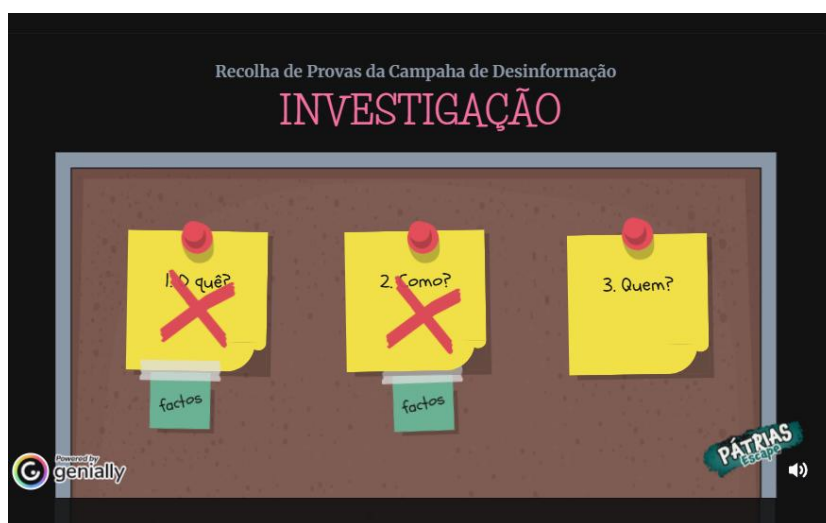 Recolha de Provas da Campaha de Desinformação
INVESTIGAÇÃO
1. O quê?
2. Como?
3. Quem?
factos
factos
PÁTRIAS
Escape
Powered by
genially